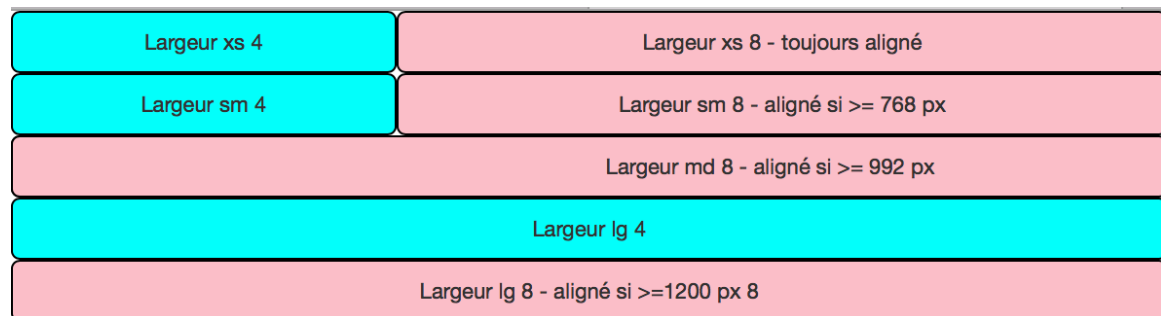 Largeur xs 4
Largeur xs 8 - toujours aligné
Largeur sm 4
Largeur sm 8 - aligné si >= 768 px
Largeur md 8 - aligné si >= 992 px
Largeur lg 4
Largeur lg 8 - aligné si >=1200 px 8